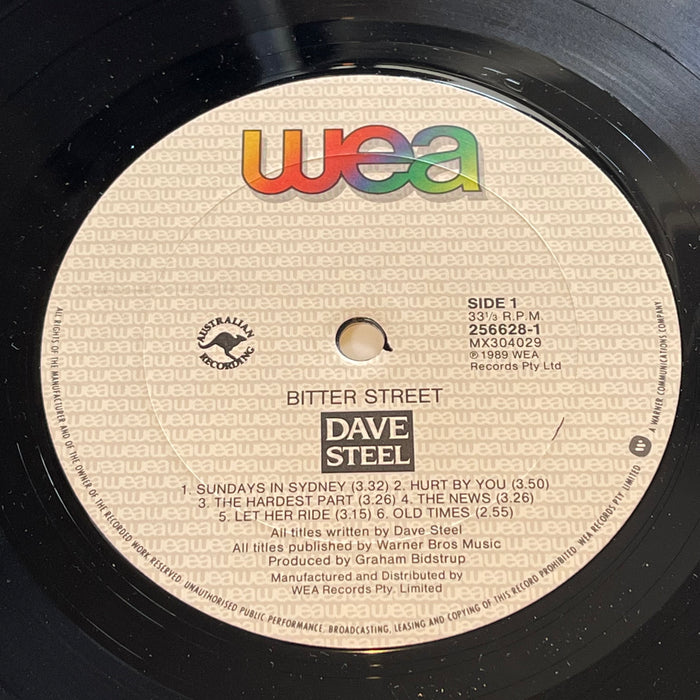 wea
SIDE 1
33⅓ R.P.M.
256628-1
MX304029
℗ 1989 WEA
Records Pty Ltd
AUSTRALIAN
RECORDING
BITTER STREET
DAVE
STEEL
1. SUNDAYS IN SYDNEY (3.32) 2. HURT BY YOU (3.50)
3. THE HARDEST PART (3.26) 4. THE NEWS (3.26)
5. LET HER RIDE (3.15) 6. OLD TIMES (2.55)
All titles written by Dave Steel
All titles published by Warner Bros Music
Produced by Graham Bidstrup
Manufactured and Distributed by
WEA Records Pty. Limited
ALL RIGHTS OF THE MANUFACTURER AND OF THE OWNER OF THE RECORDED WORK RESERVED. UNAUTHORISED PUBLIC PERFORMANCE, BROADCASTING, LEASING AND COPYING OF THIS RECORD PROHIBITED. WEA RECORDS PTY. LIMITED
A WARNER COMMUNICATIONS COMPANY